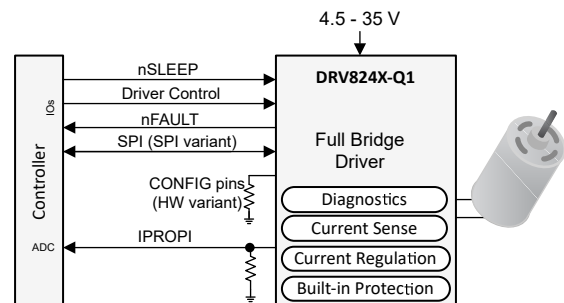 4.5 - 35 V
nSLEEP
DRV824X-Q1
Driver Control
IOs
nFAULT
SPI (SPI variant)
Full Bridge
Driver
Controller
CONFIG pins
(HW variant)
Diagnostics
Current Sense
ADC
IPROPI
Current Regulation
Built-in Protection